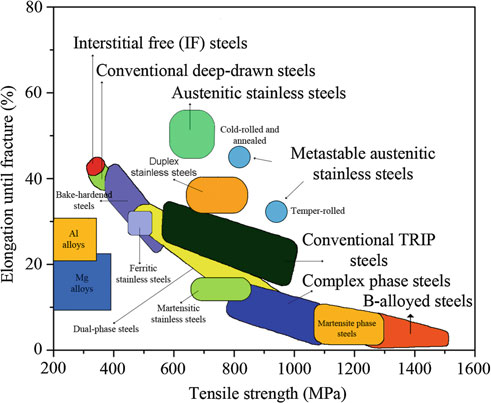 80
60
40
20
0
Elongation until fracture (%)
Interstitial free (IF) steels
Conventional deep-drawn steels
Austenitic stainless steels
Cold-rolled and
annealed
Metastable austenitic
stainless steels
Duplex
stainless steels
Bake-hardened
steels
Temper-rolled
Al
alloys
Mg
alloys
Ferritic
stainless steels
Conventional TRIP
steels
Martensitic
stainless steels
Complex phase steels
B-alloyed steels
Dual-phase steels
Martensite phase
steels
200 400 600 800 1000 1200 1400 1600
Tensile strength (MPa)